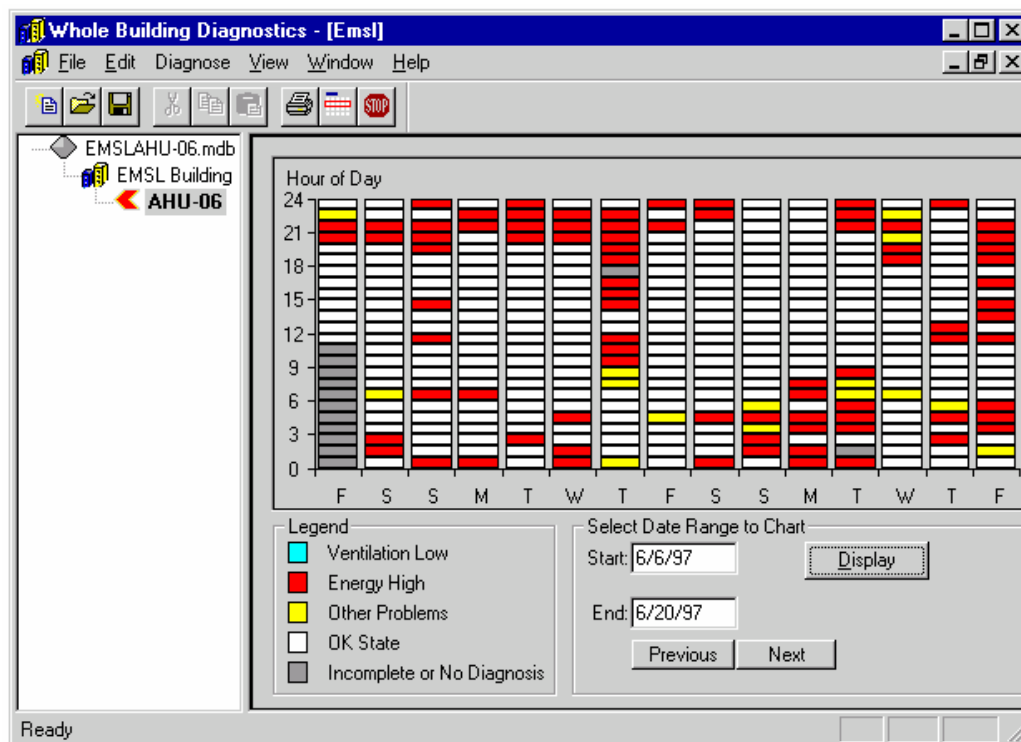 Whole Building Diagnostics - [Emsl]
File Edit Diagnose View Window Help
STOP
EMSLAHU-06.mdb
EMSL Building
AHU-06
Hour of Day
24
21
18
15
12
9
6
3
0
F S S M T W T F S S M T W T F
Legend
Ventilation Low
Energy High
Other Problems
OK State
Incomplete or No Diagnosis
Select Date Range to Chart
Start: 6/6/97
Display
End: 6/20/97
Previous Next
Ready